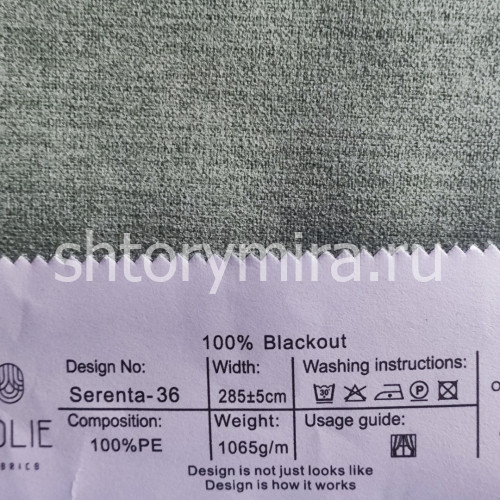 shtorymira.ru
100% Blackout
Design No: Width: Washing instructions:
Serenta-36 285±5cm
Composition: Weight: Usage guide:
100%PE 1065g/m
Design is not just looks like
Design is how it works